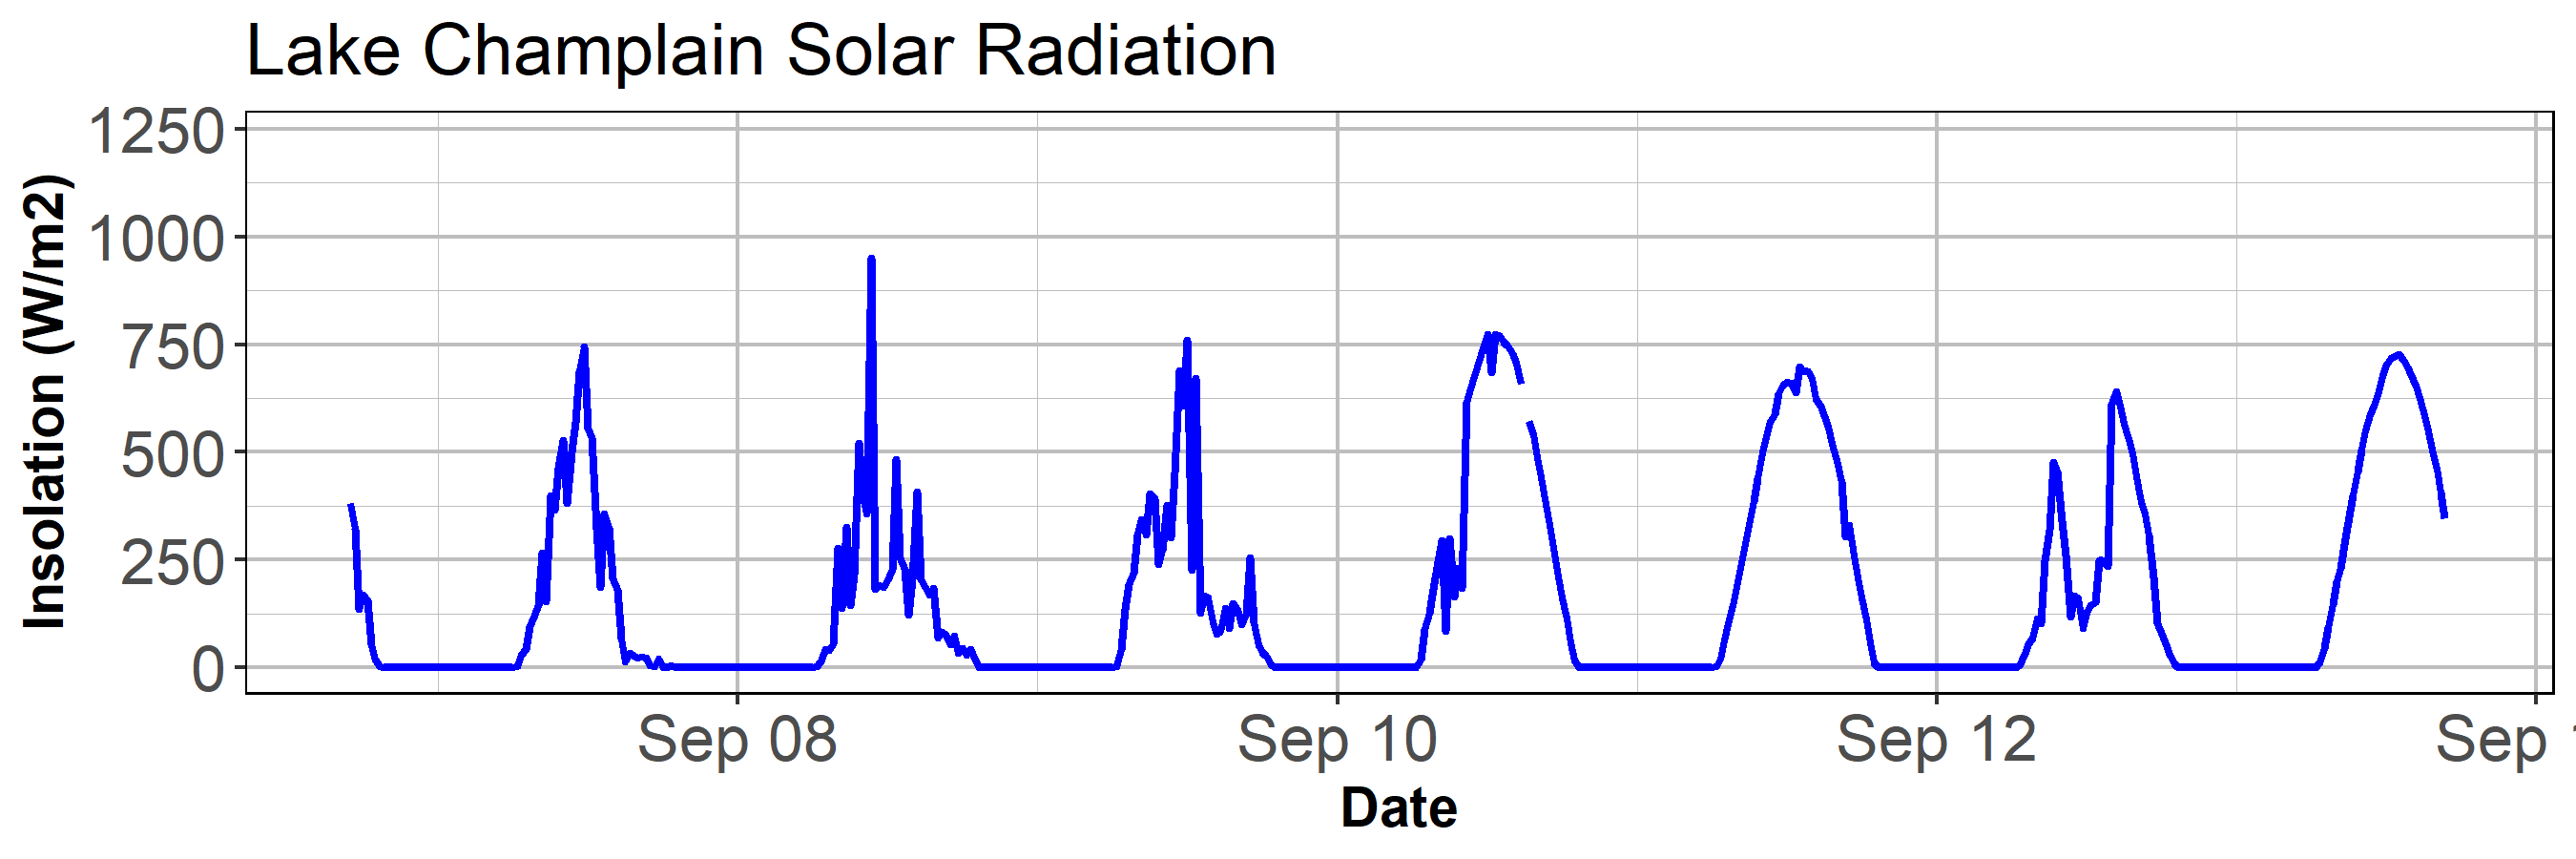 Lake Champlain Solar Radiation
1250
1000
750
500
250
0
Insolation (W/m2)
Sep 08
Sep 10
Sep 12
Sep
Date